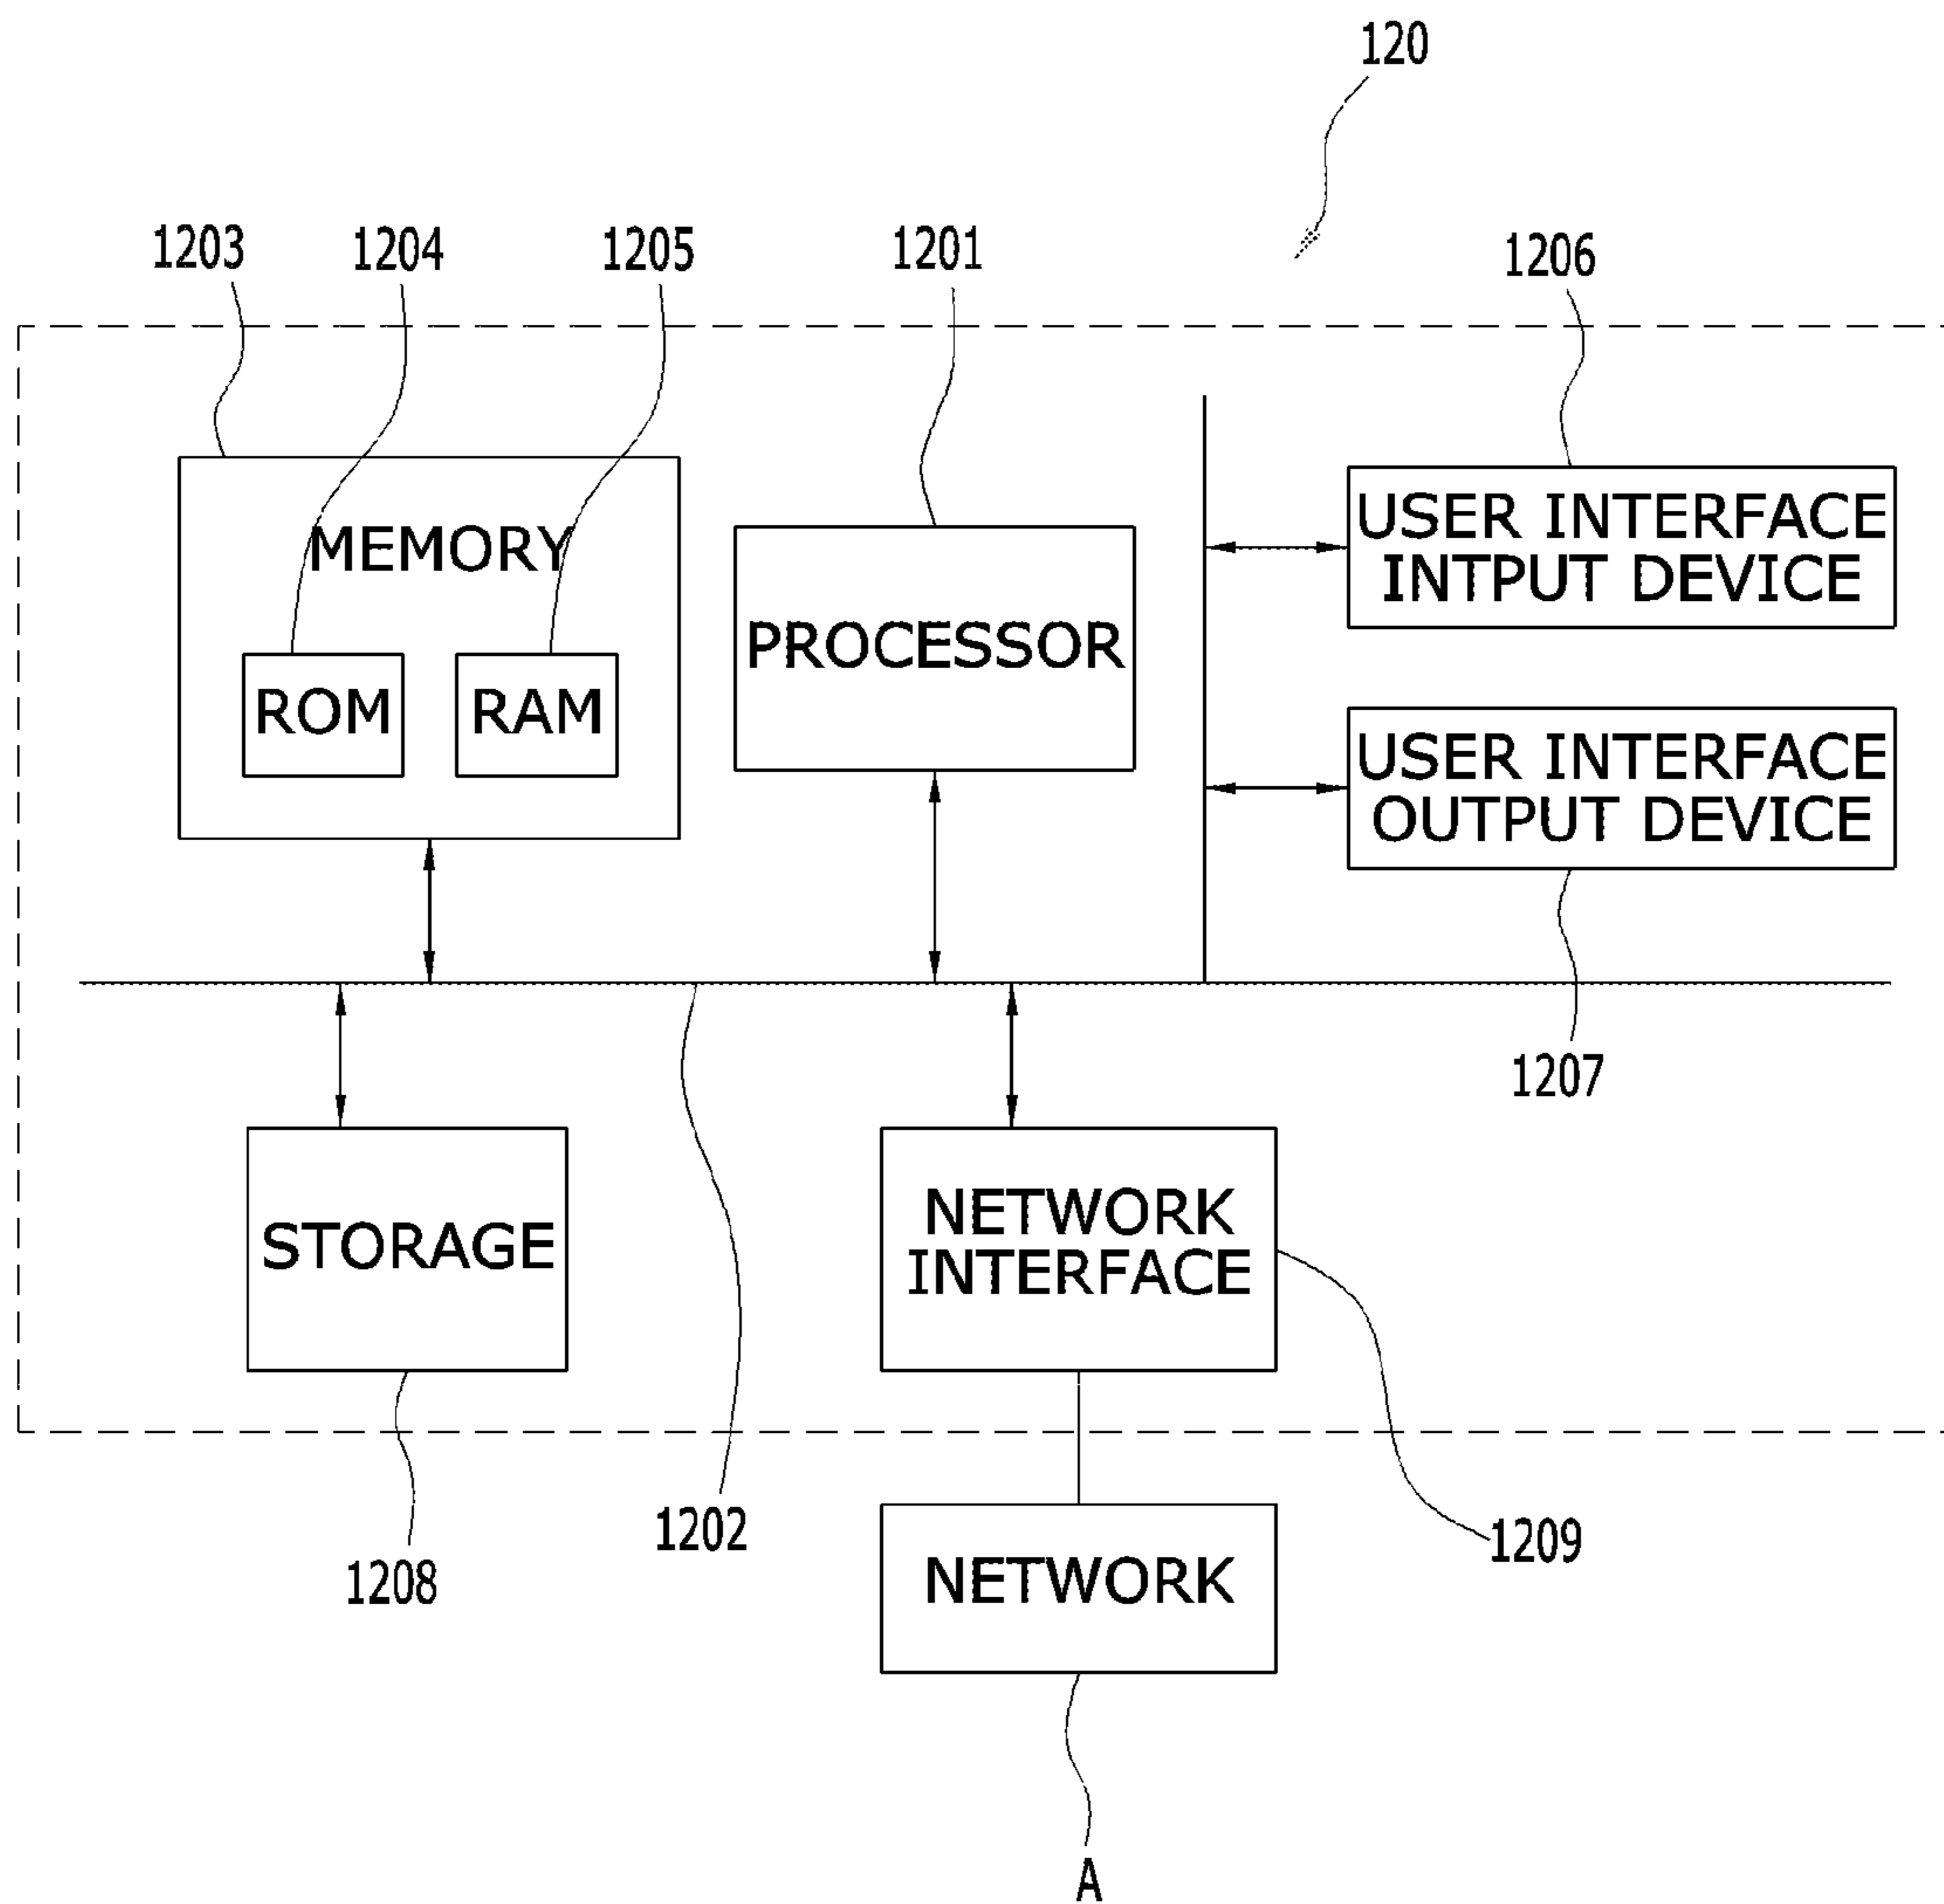 120
1203
1204
1205
1201
1206
MEMORY
ROM
RAM
PROCESSOR
USER INTERFACE
INTPUT DEVICE
USER INTERFACE
OUTPUT DEVICE
1207
STORAGE
NETWORK
INTERFACE
1208
1202
1209
NETWORK
A